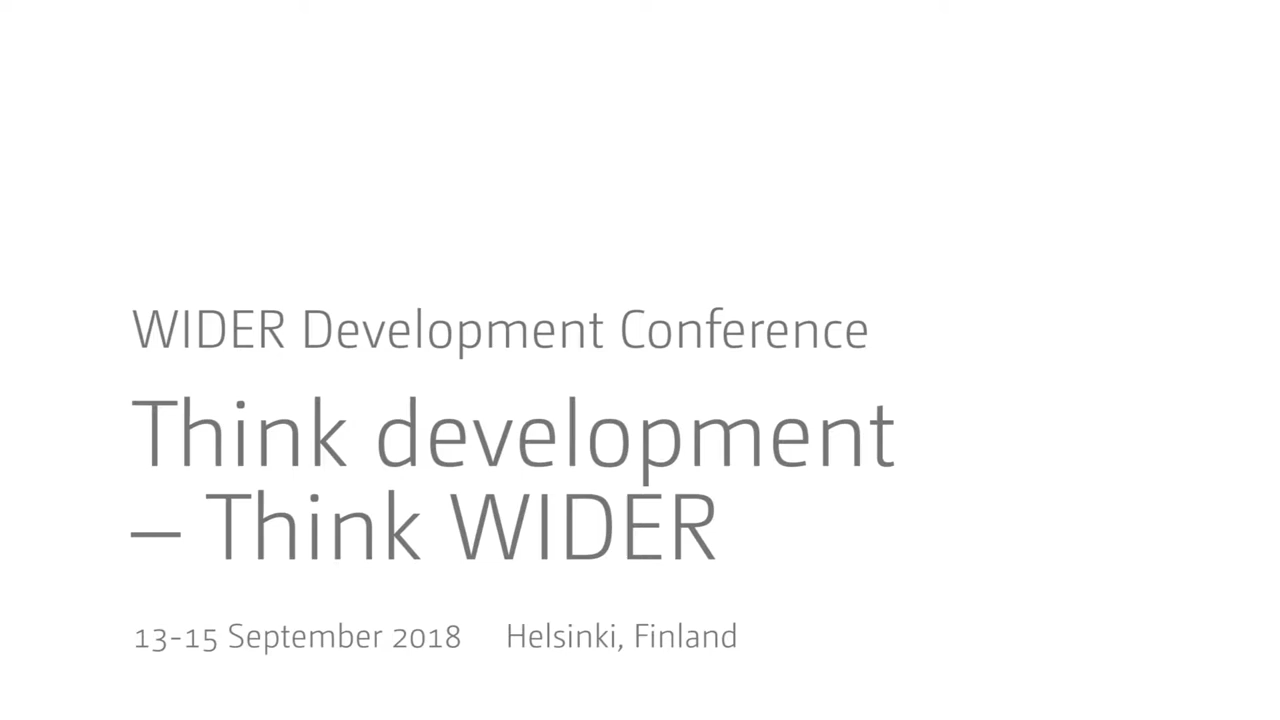 WIDER Development Conference
Think development
– Think WIDER
13-15 September 2018 Helsinki, Finland